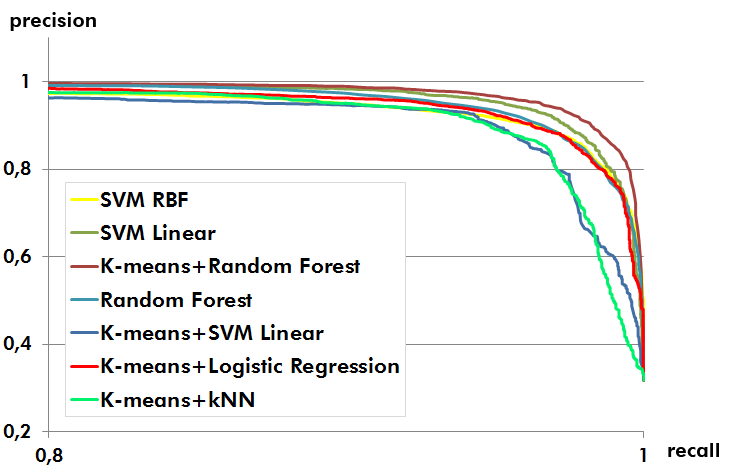 precision
1
0,8
SVM RBF
SVM Linear
K-means+Random Forest
0,6
Random Forest
K-means+SVM Linear
0,4
K-means+Logistic Regression
K-means+kNN
0,2
0,8 1 recall